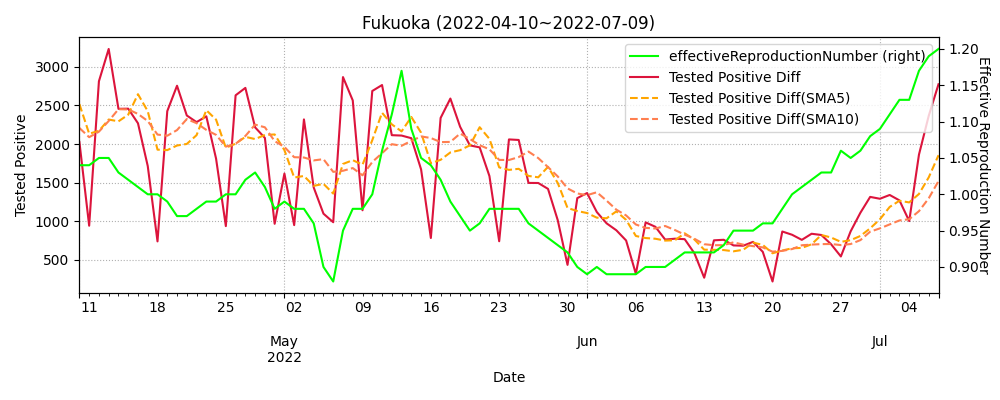 Fukuoka (2022-04-10~2022-07-09)
effectiveReproductionNumber (right)
Tested Positive Diff
Tested Positive Diff(SMA5)
Tested Positive Diff(SMA10)
Tested Positive
3000
2500
2000
1500
1000
500
Effective Reproduction Number
1.20
1.15
1.10
1.05
1.00
0.95
0.90
11 18 25 02 09 16 23 30 06 13 20 27 04
May Jun Jul
2022
Date